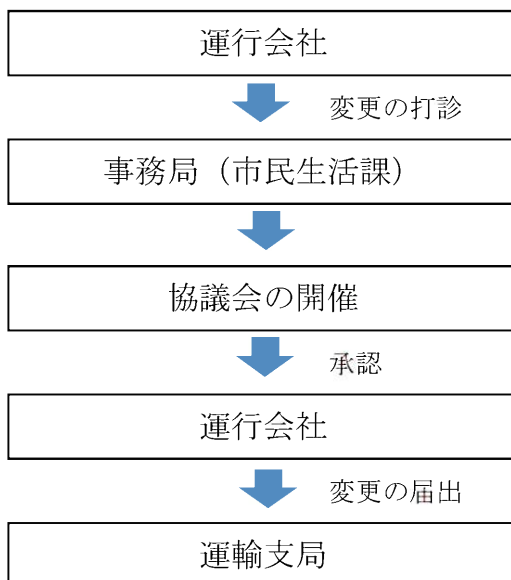 運行会社
変更の打診
事務局（市民生活課）
協議会の開催
承認
運行会社
変更の届出
運輸支局